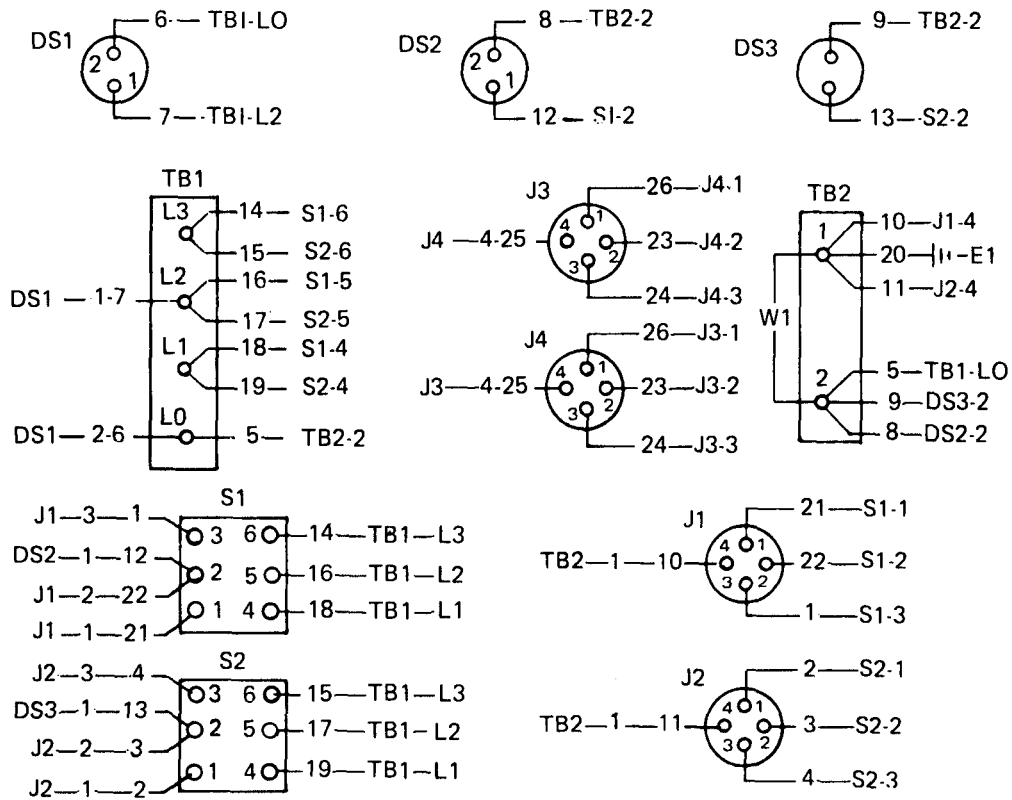 6 — TBI-LO
DS1
2
1
7 — TBI-L2
8 — TB2-2
DS2
2
1
12 — SI-2
9 — TB2-2
DS3
13 — S2-2
TB1
L3
14 — S1-6
15 — S2-6
L2
16 — S1-5
DS1 — 1-7
17 — S2-5
L1
18 — S1-4
19 — S2-4
L0
DS1 — 2-6
5 — TB2-2
J3
26 — J4.1
1
4
J4 — 4-25
23 — J4-2
3
2
24 — J4-3
J4
26 — J3-1
1
4
J3 — 4-25
23 — J3-2
3
2
24 — J3-3
TB2
1
10 — J1-4
20 — E1
11 — J2-4
W1
2
5 — TB1-LO
9 — DS3-2
8 — DS2-2
S1
J1—3—1
3 6
14—TB1—L3
DS2—1—12
2 5
16—TB1—L2
J1—2—22
1 4
18—TB1—L1
J1—1—21
J1
21—S1-1
4 1
TB2—1—10
22—S1-2
3 2
1—S1-3
S2
J2—3—4
3 6
15—TB1—L3
DS3—1—13
2 5
17—TB1—L2
J2—2—3
1 4
19—TB1—L1
J2—1—2
J2
2—S2-1
4 1
TB2—1—11
3—S2-2
3 2
4—S2-3